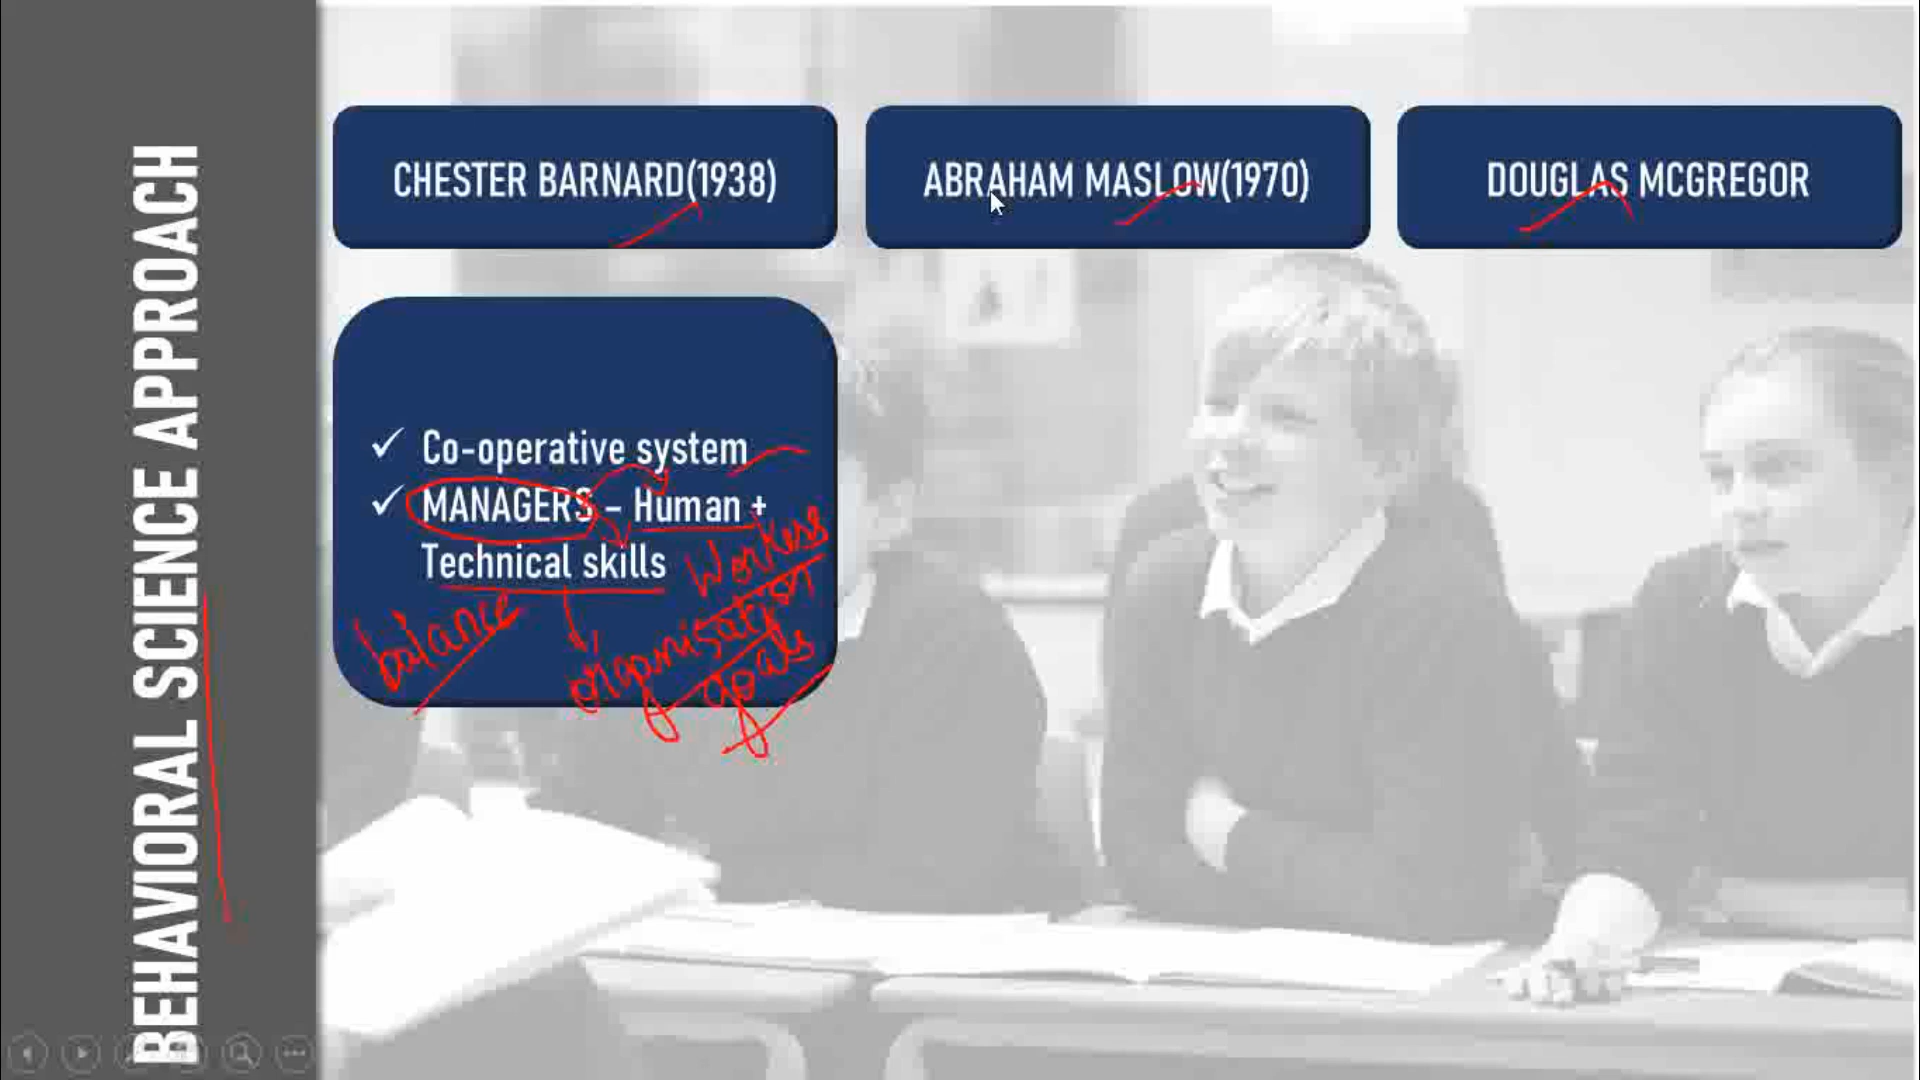 BEHAVIORAL SCIENCE APPROACH
CHESTER BARNARD(1938)
ABRAHAM MASLOW(1970)
DOUGLAS MCGREGOR
✓ Co-operative system
✓ MANAGERS – Human +
Technical skills
Workers
balance
organisation
goals